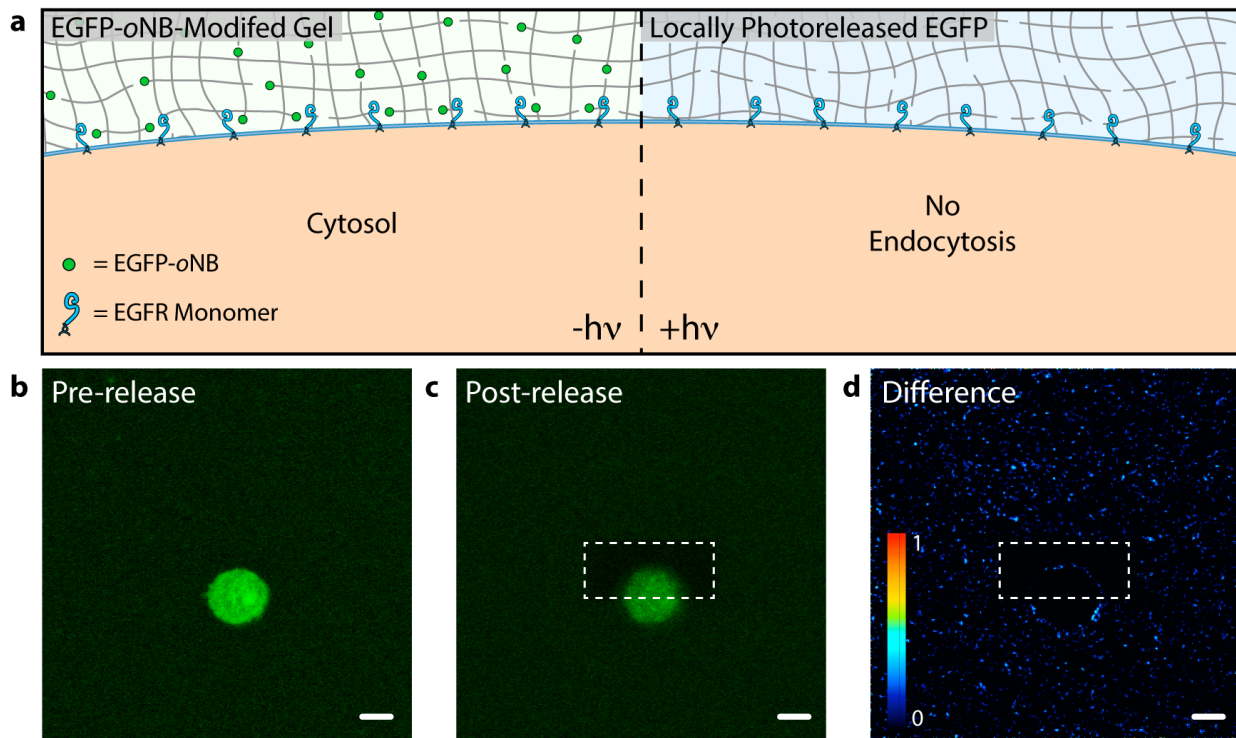 a
EGFP-oNB-Modifed Gel
Locally Photoreleased EGFP
Cytosol
No
Endocytosis
= EGFP-oNB
= EGFR Monomer
-hν
+hν
b
Pre-release
c
Post-release
d
Difference
1
0